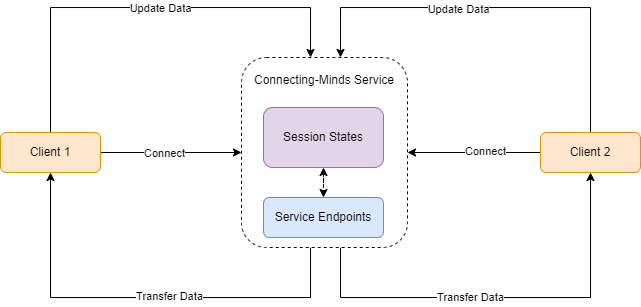 Update Data
Update Data
Connecting-Minds Service
Session States
Client 1
Connect
Connect
Client 2
Service Endpoints
Transfer Data
Transfer Data